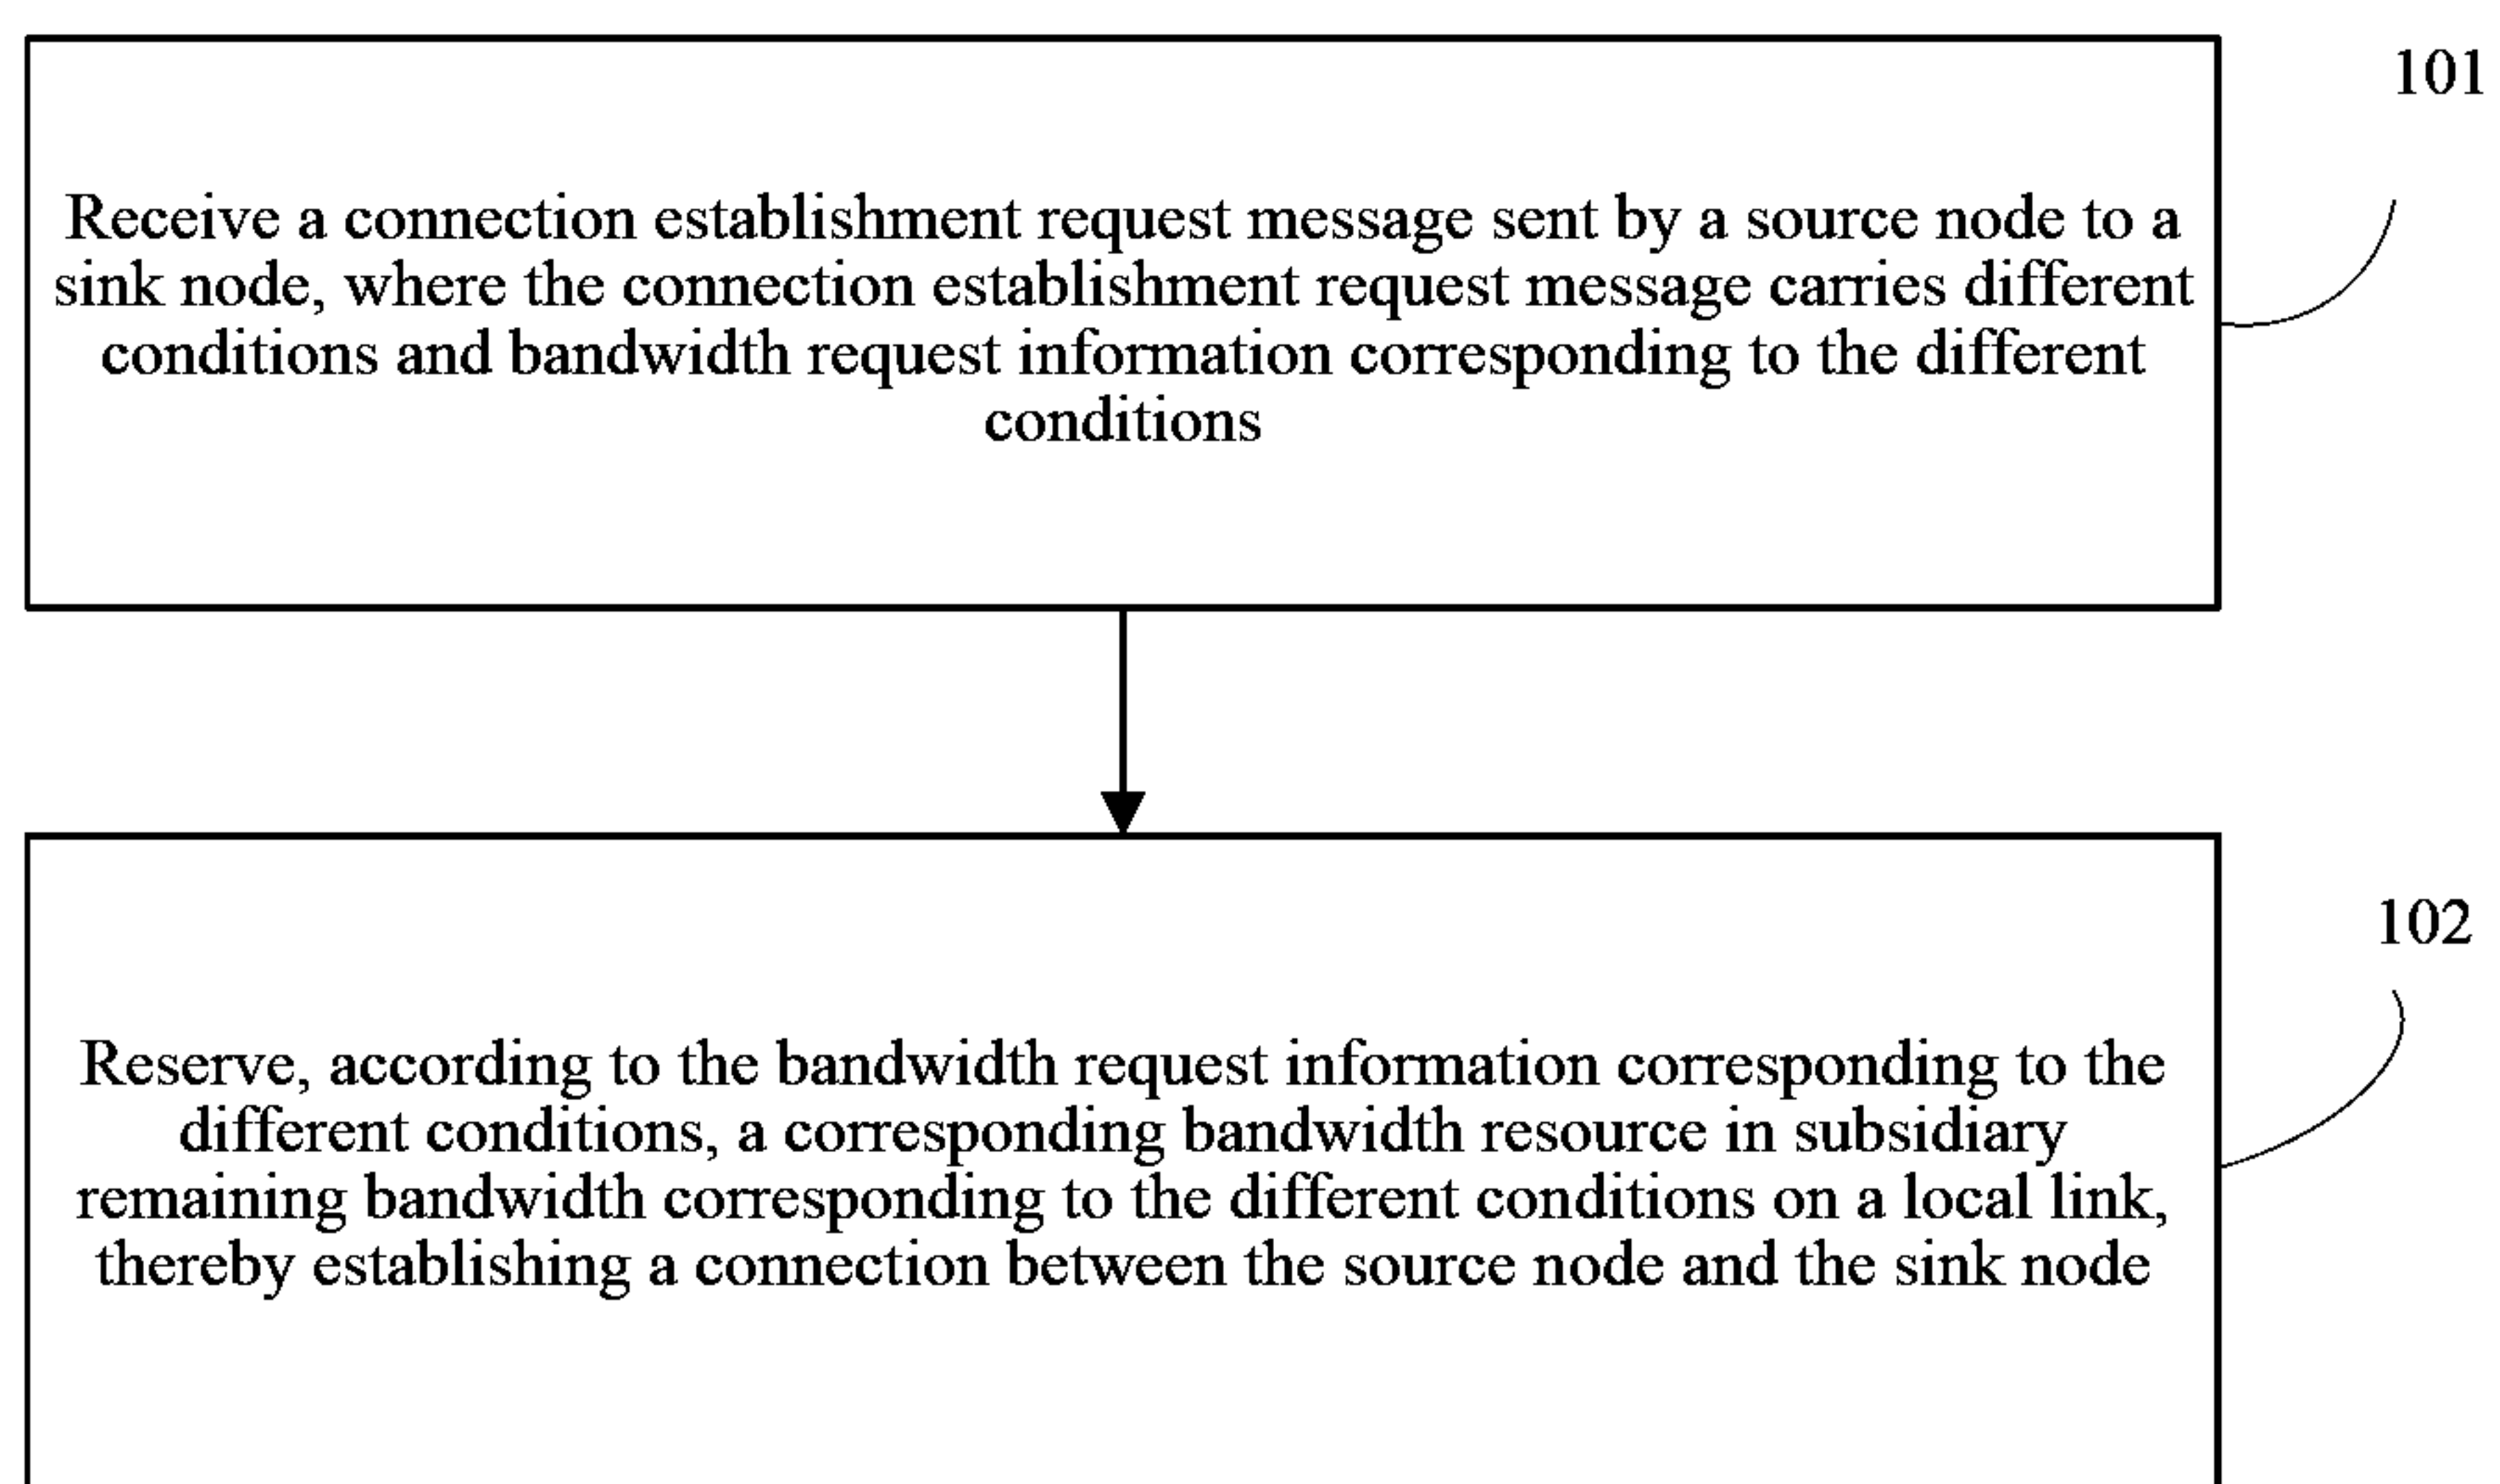 101
Receive a connection establishment request message sent by a source node to a
sink node, where the connection establishment request message carries different
conditions and bandwidth request information corresponding to the different
conditions
102
Reserve, according to the bandwidth request information corresponding to the
different conditions, a corresponding bandwidth resource in subsidiary
remaining bandwidth corresponding to the different conditions on a local link,
thereby establishing a connection between the source node and the sink node